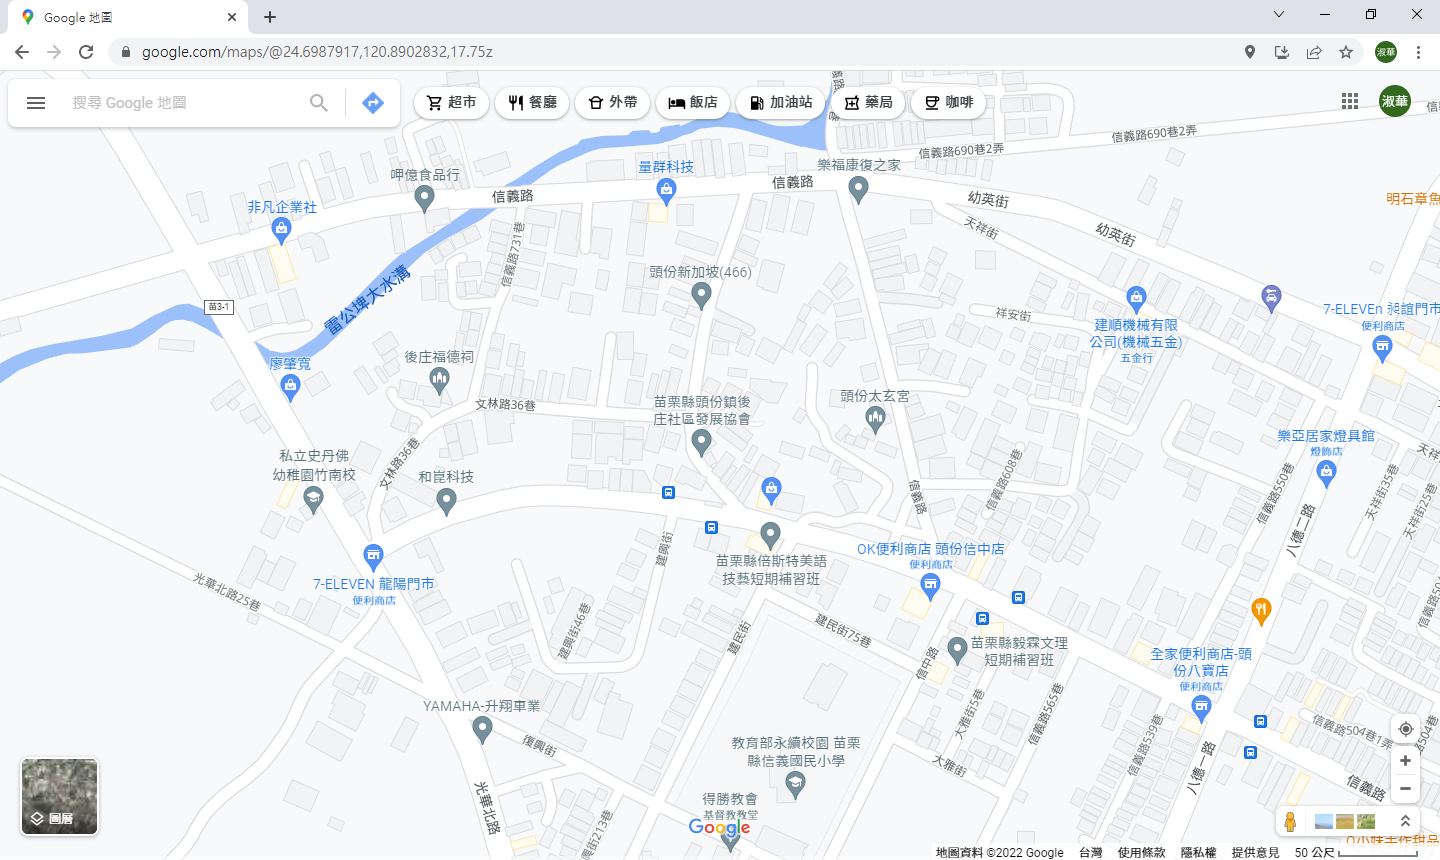 Google 地圖
google.com/maps/@24.6987917,120.8902832,17.75z
淑華
搜尋 Google 地圖
超市
餐廳
外帶
飯店
加油站
藥局
咖啡
淑華
信義路690巷2弄
信義路690巷2弄
呷億食品行
量群科技
樂福康復之家
信義路
信義路
幼英街
明石章魚
非凡企業社
信義路731巷
天祥街
幼英街
頭份新加坡(466)
雷公埤大水溝
苗3-1
祥安街
建順機械有限
公司(機械五金)
五金行
7-ELEVEn 昶誼門市
便利商店
廖肇寬
後庄福德祠
文林路36巷
苗栗縣頭份鎮後
庄社區發展協會
頭份太玄宮
樂亞居家燈具館
燈飾店
私立史丹佛
幼稚園竹南校
文林路36巷
和崑科技
信義路
信義路608巷
信義路550巷
八德二路
天祥街35巷
天祥街25巷
建興街
苗栗縣倍斯特美語
技藝短期補習班
OK便利商店 頭份信中店
便利商店
7-ELEVEN 龍陽門市
便利商店
光華北路25巷
建興街46巷
建民街
建民街75巷
信中路
苗栗縣毅霖文理
短期補習班
全家便利商店-頭
份八寶店
便利商店
YAMAHA-升翔車業
復興街
大雅街5巷
信義路565巷
信義路539巷
信義路504巷1弄
教育部永續校園 苗栗
縣信義國民小學
大雅街
八德一路
信義路
光華北路
得勝教會
基督教教堂
Google
圖層
地圖資料 ©2022 Google
台灣
使用條款
隱私權
提供意見
50 公尺